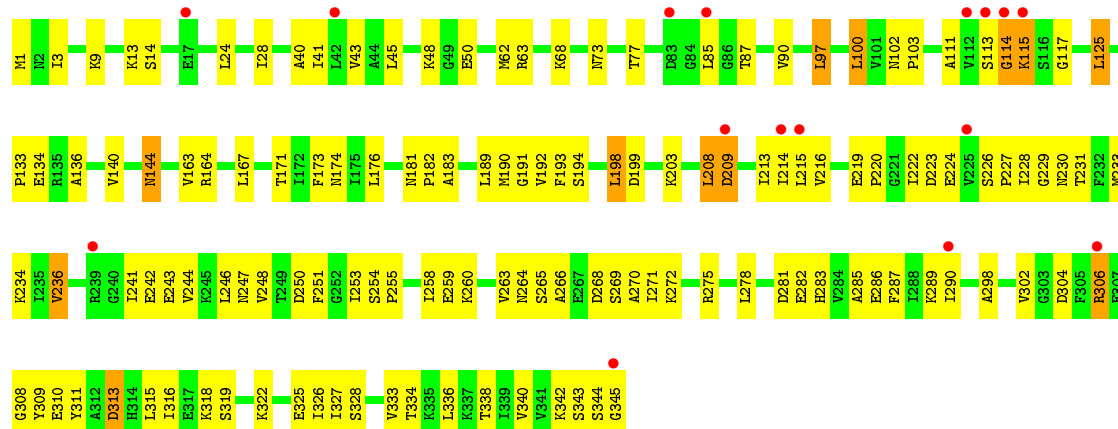 M1 N2 I3 K9 K13 S14 E17 L24 I28 A40 I41 L42 V43 A44 L45 K48 G49 E50 M62 R63 K68 N73 T77 D83 G84 L85 G86 T87 V90 L97 L100 V101 N102 P103 A111 V112 S113 G114 K115 S116 G117 L125
P133 E134 R135 A136 V140 N144 V163 R164 L167 T171 I172 F173 N174 I175 L176 N181 P182 A183 L189 M190 G191 V192 F193 S194 L198 D199 K203 L208 D209 I213 I214 L215 V216 E219 P220 G221 I222 D223 E224 V225 S226 P227 I228 G229 N230 T231 F232 M233
K234 I235 V236 R239 G240 I241 E242 E243 V244 K245 L246 N247 V248 T249 D250 F251 G252 I253 S254 P255 I258 E259 K260 V263 N264 S265 A266 E267 D268 S269 A270 I271 K272 R275 L278 D281 E282 H283 V284 A285 E286 F287 I288 K289 I290 A298 V302 G303 D304 F305 R306 E307
G308 Y309 E310 Y311 A312 D313 H314 L315 I316 E317 K318 S319 K322 E325 I326 I327 S328 V333 T334 K335 L336 K337 T338 I339 V340 V341 K342 S343 S344 G345